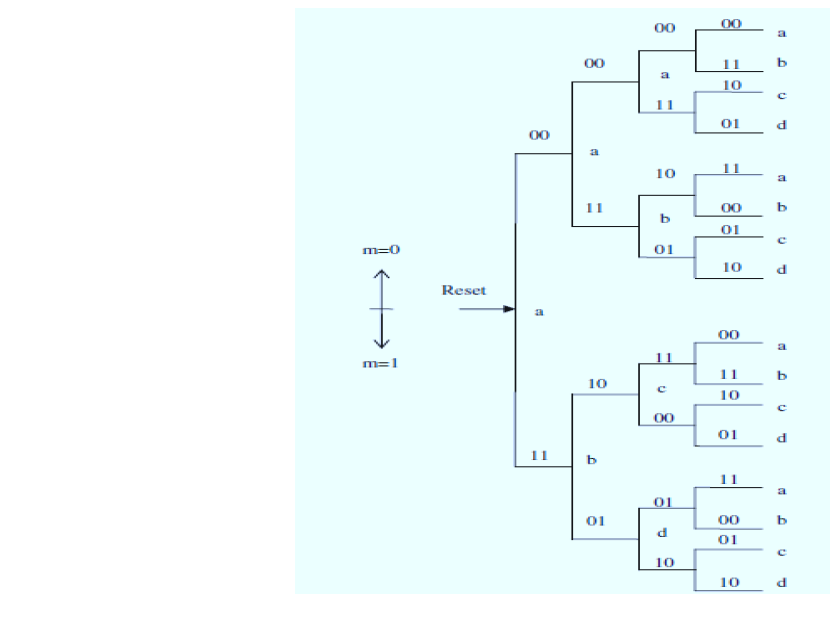 00 00 a
00 11 b
a 10
11 c
00 01 d
a
10 11 a
11 00 b
b 01
01 c
m=0 10 d
Reset
a
m=1
00 a
11
10 11 b
c 10
00 c
11 01 d
b
11 a
01
01 00 b
d 01
c
10
10 d